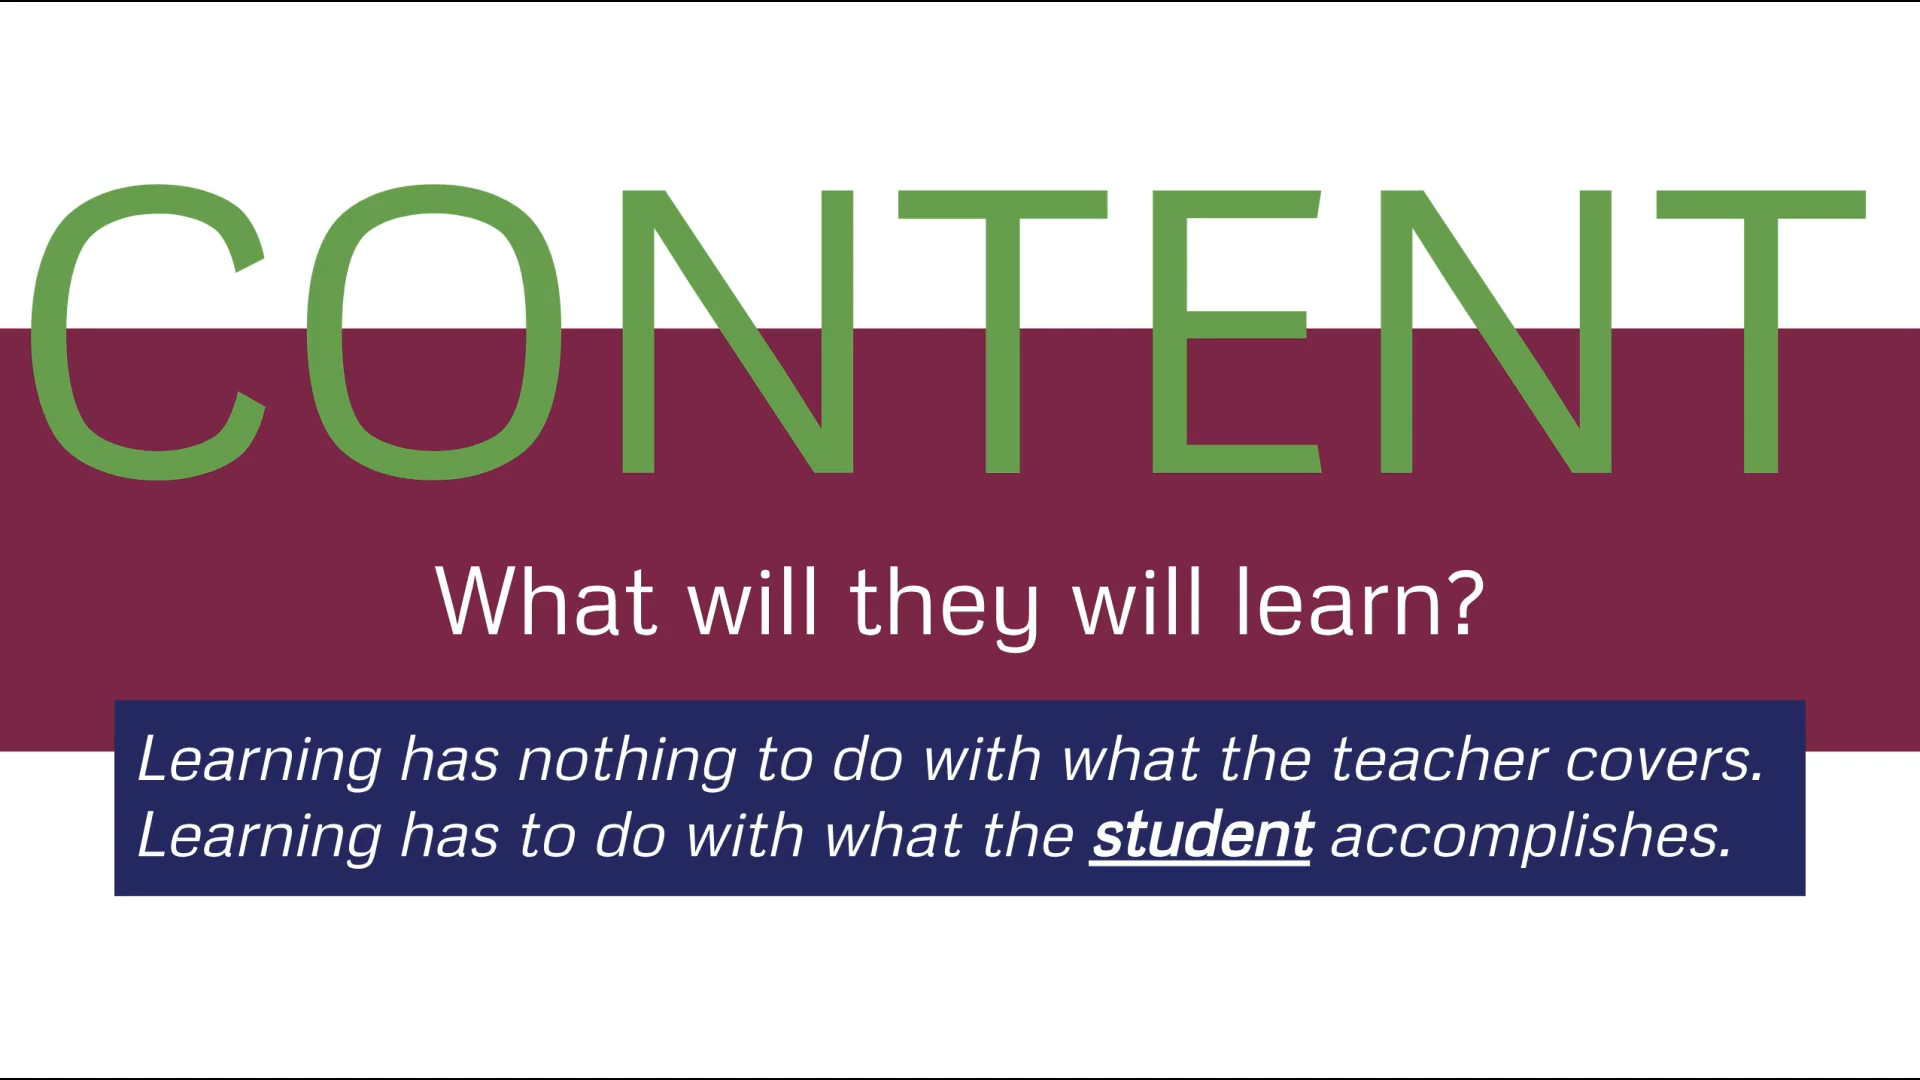 CONTENT
What will they will learn?
Learning has nothing to do with what the teacher covers.
Learning has to do with what the student accomplishes.